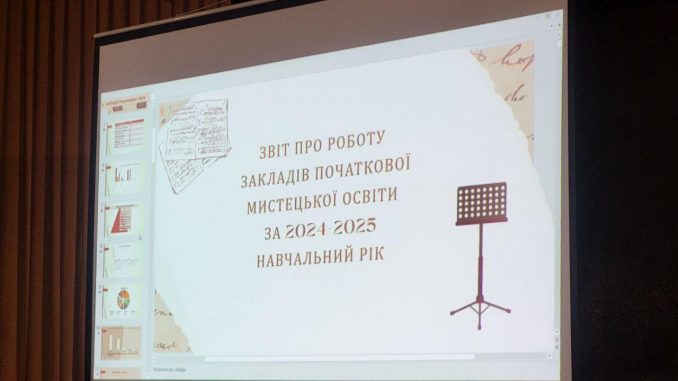 ЗВІТ ПРО РОБОТУ
ЗАКЛАДІВ ПОЧАТКОВОЇ
МИСТЕЦЬКОЇ ОСВІТИ
ЗА 2024-2025
НАВЧАЛЬНИЙ РІК